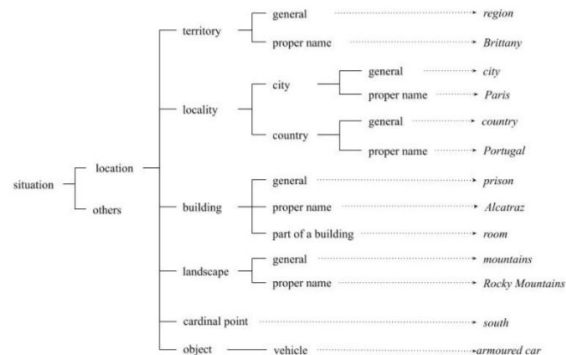 general region
territory
proper name Brittany
general city
city
proper name Paris
locality
general country
country
proper name Portugal
location
general prison
situation
building proper name Alcatraz
others
part of a building room
general mountains
landscape
proper name Rocky Mountains
cardinal point south
object vehicle armoured car